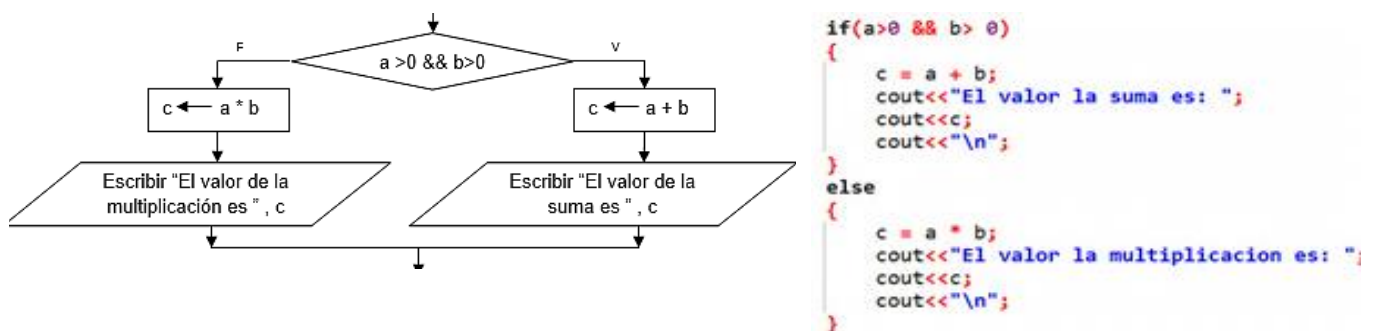 F
V
a >0 && b>0
c
a * b
c
a + b
Escribir “El valor de la
multiplicación es ” , c
Escribir “El valor de la
suma es ” , c
if(a>0 && b> 0)
{
c = a + b;
cout<<"El valor la suma es: ";
cout<<c;
cout<<"\n";
}
else
{
c = a * b;
cout<<"El valor la multiplicacion es: ";
cout<<c;
cout<<"\n";
}